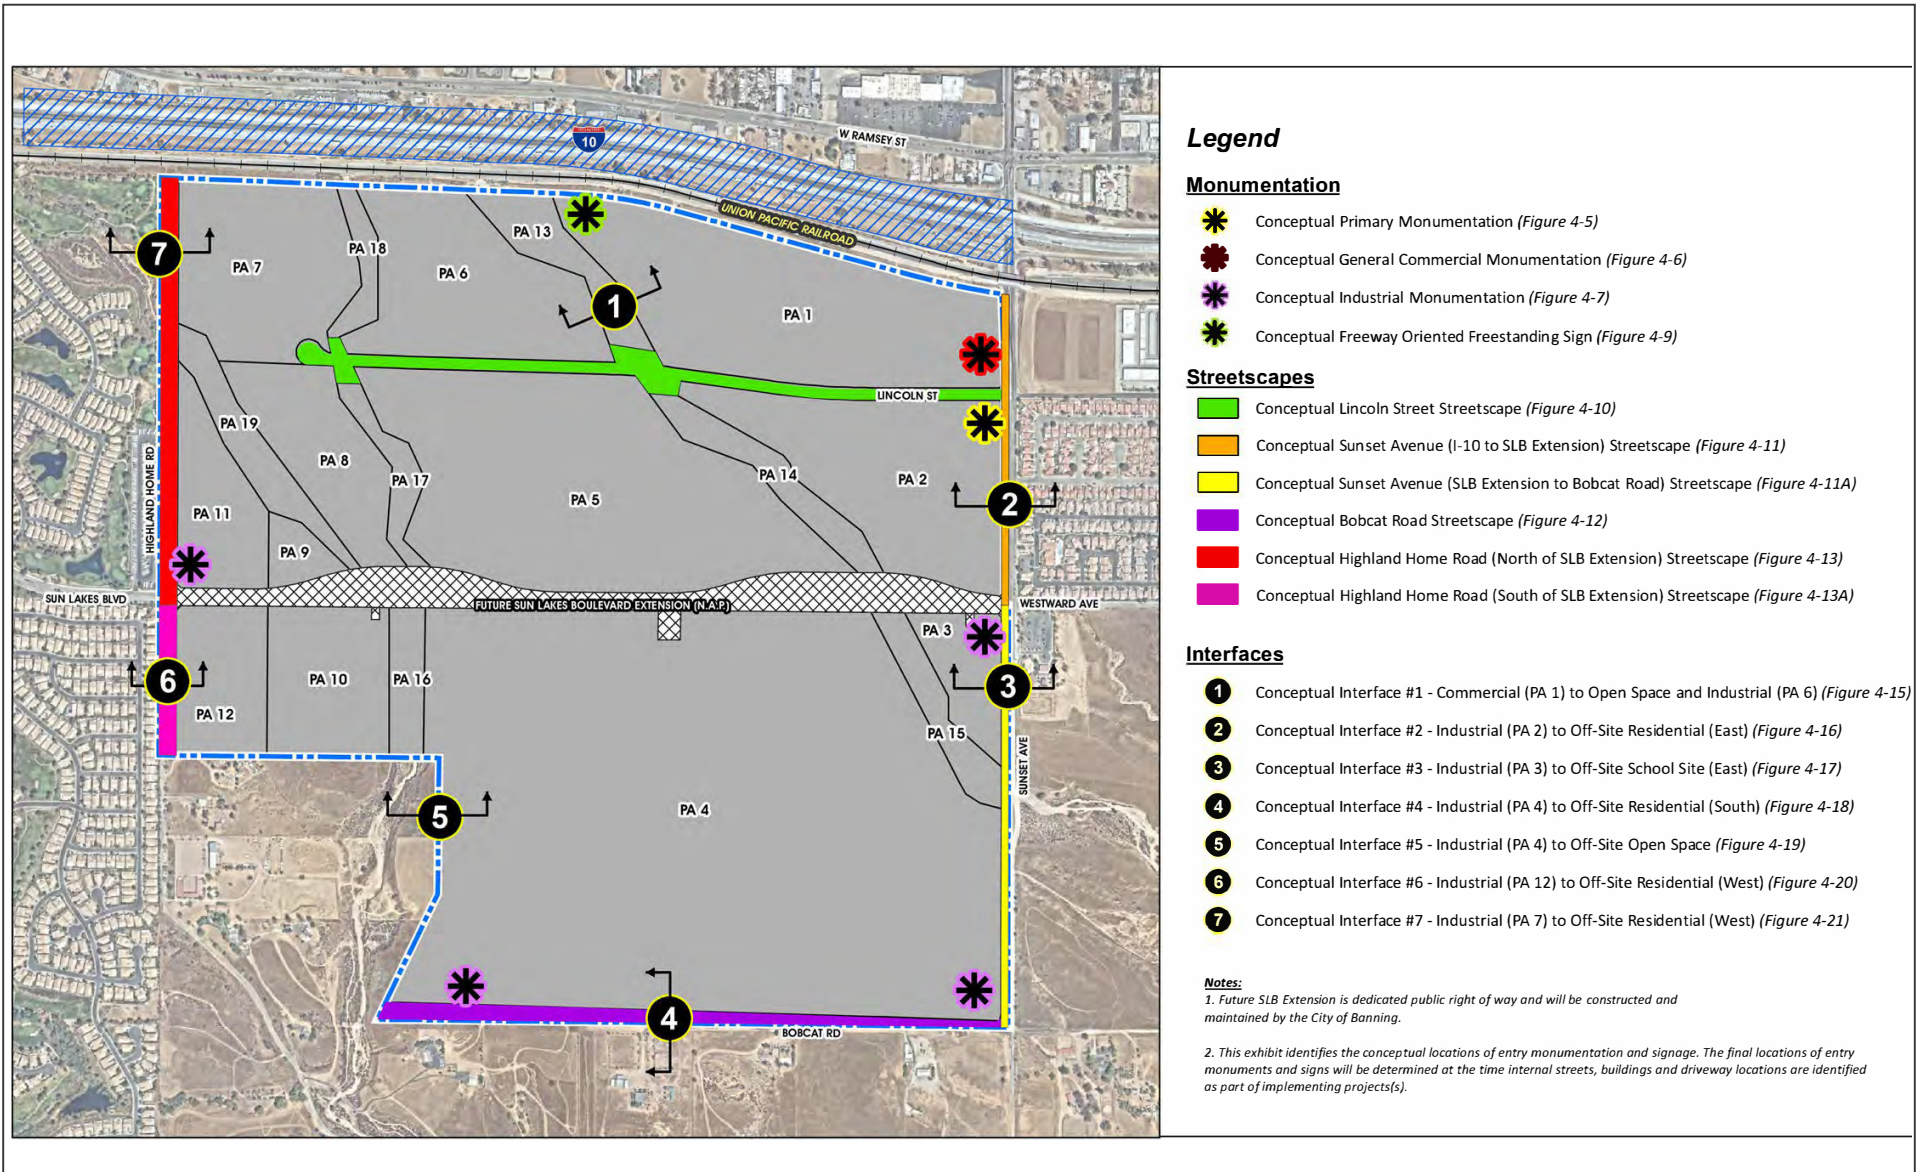 W RAMSEY ST
10
UNION PACIFIC RAILROAD
PA 13
PA 18
7
PA 7
PA 6
1
PA 1
LINCOLN ST
PA 19
PA 8
PA 17
PA 14
PA 2
PA 5
2
HIGHLAND HOME RD
PA 11
PA 9
SUN LAKES BLVD
FUTURE SUN LAKES BOULEVARD EXTENSION (N.A.P.)
WESTWARD AVE
PA 3
6
PA 10
PA 16
3
PA 12
PA 15
SUNSET AVE
5
PA 4
4
BOBCAT RD
Legend
Monumentation
Conceptual Primary Monumentation (Figure 4-5)
Conceptual General Commercial Monumentation (Figure 4-6)
Conceptual Industrial Monumentation (Figure 4-7)
Conceptual Freeway Oriented Freestanding Sign (Figure 4-9)
Streetscapes
Conceptual Lincoln Street Streetscape (Figure 4-10)
Conceptual Sunset Avenue (I-10 to SLB Extension) Streetscape (Figure 4-11)
Conceptual Sunset Avenue (SLB Extension to Bobcat Road) Streetscape (Figure 4-11A)
Conceptual Bobcat Road Streetscape (Figure 4-12)
Conceptual Highland Home Road (North of SLB Extension) Streetscape (Figure 4-13)
Conceptual Highland Home Road (South of SLB Extension) Streetscape (Figure 4-13A)
Interfaces
1 Conceptual Interface #1 - Commercial (PA 1) to Open Space and Industrial (PA 6) (Figure 4-15)
2 Conceptual Interface #2 - Industrial (PA 2) to Off-Site Residential (East) (Figure 4-16)
3 Conceptual Interface #3 - Industrial (PA 3) to Off-Site School Site (East) (Figure 4-17)
4 Conceptual Interface #4 - Industrial (PA 4) to Off-Site Residential (South) (Figure 4-18)
5 Conceptual Interface #5 - Industrial (PA 4) to Off-Site Open Space (Figure 4-19)
6 Conceptual Interface #6 - Industrial (PA 12) to Off-Site Residential (West) (Figure 4-20)
7 Conceptual Interface #7 - Industrial (PA 7) to Off-Site Residential (West) (Figure 4-21)
Notes:
1. Future SLB Extension is dedicated public right of way and will be constructed and
maintained by the City of Banning.
2. This exhibit identifies the conceptual locations of entry monumentation and signage. The final locations of entry
monuments and signs will be determined at the time internal streets, buildings and driveway locations are identified
as part of implementing projects(s).